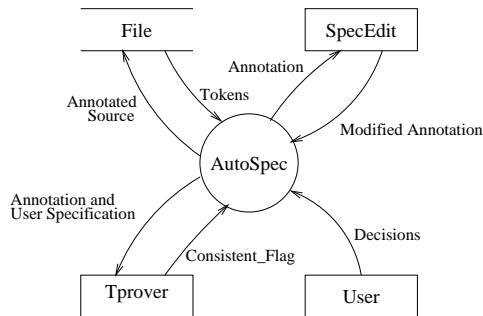 File
SpecEdit
Annotation
Annotated
Source
Tokens
Modified Annotation
AutoSpec
Annotation and
User Specification
Decisions
Consistent_Flag
Tprover
User